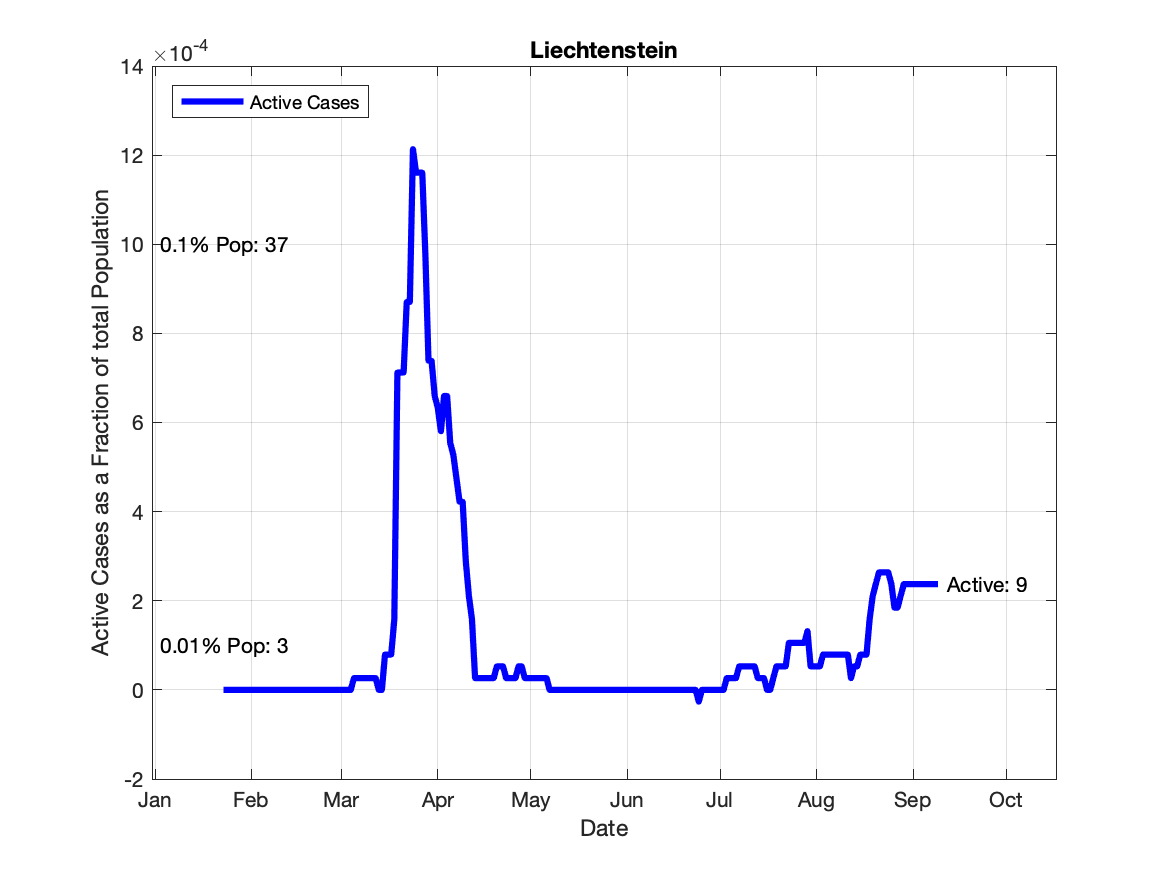 Liechtenstein
×10-4
14
12
10
8
6
4
2
0
-2
Active Cases
0.1% Pop: 37
0.01% Pop: 3
Active: 9
Active Cases as a Fraction of total Population
Jan Feb Mar Apr May Jun Jul Aug Sep Oct
Date